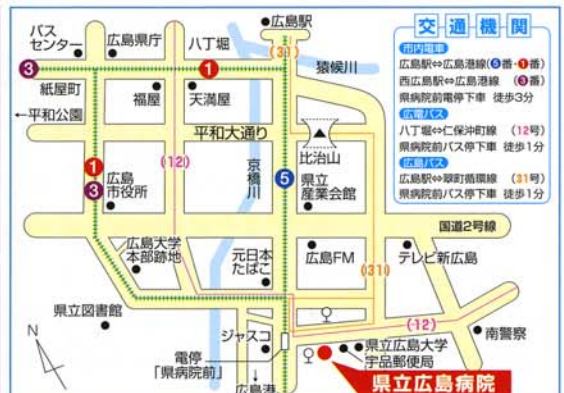 広島駅
(31)
バス
センター
広島県庁
八丁堀
猿候川
3
1
紙屋町
福屋
天満屋
←平和公園
平和大通り
比治山
(12)
1
3
広島
市役所
京橋川
5
県立
産業会館
国道2号線
広島大学
本部跡地
元日本
たばこ
広島FM
テレビ新広島
(31)
県立図書館
N
ジャスコ
(12)
南警察
電停
「県病院前」
県立広島大学
宇品郵便局
↓
広島港
県立広島病院
交通機関
市内電車
広島駅⇔広島港線(5番・1番)
西広島駅⇔広島港線 (3番)
県病院前電停下車 徒歩3分
広電バス
八丁堀⇔仁保沖町線 (12号)
県病院前バス停下車 徒歩1分
広島バス
広島駅⇔翠町循環線 (31号)
県病院前バス停下車 徒歩1分